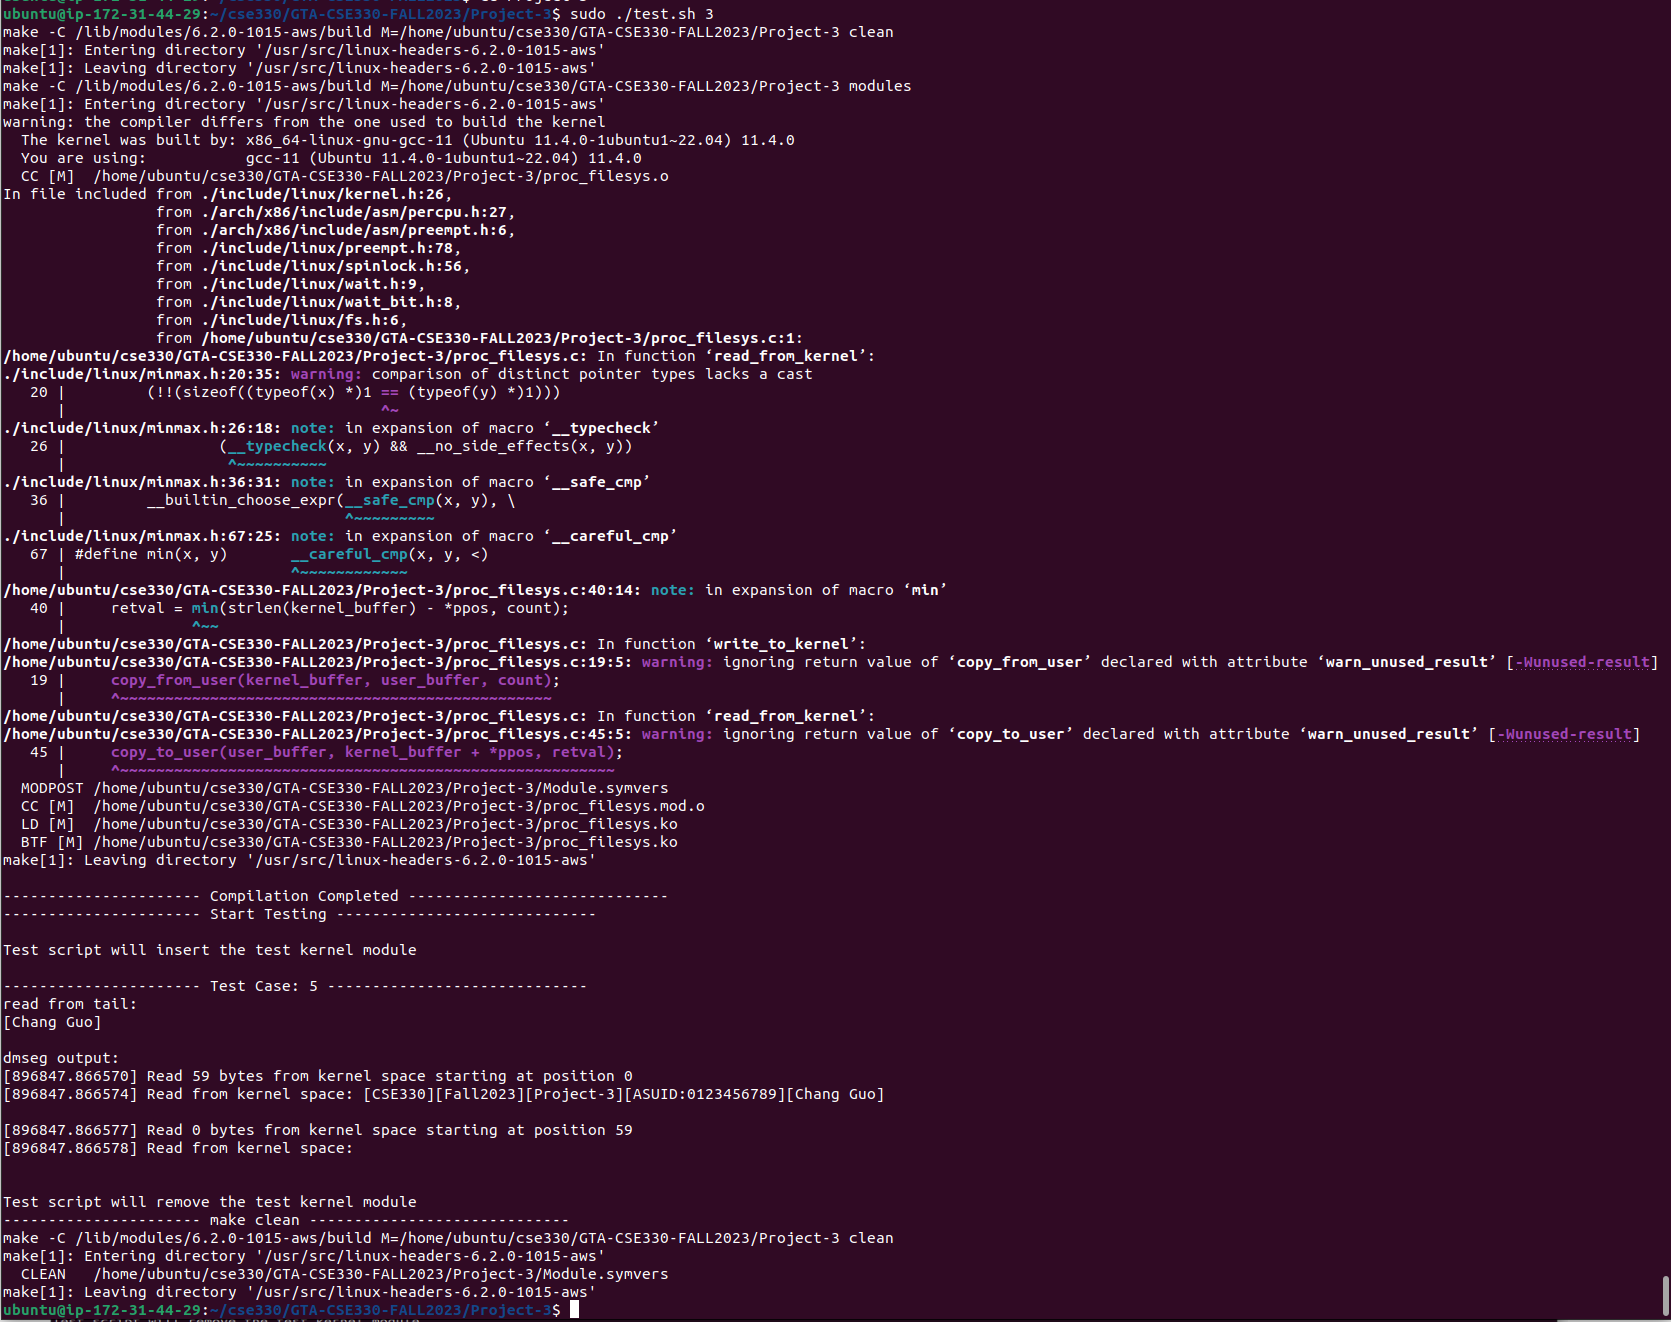 ubuntu@ip-172-31-44-29:~/cse330/GTA-CSE330-FALL2023/Project-3$ sudo ./test.sh 3
make -C /lib/modules/6.2.0-1015-aws/build M=/home/ubuntu/cse330/GTA-CSE330-FALL2023/Project-3 clean
make[1]: Entering directory '/usr/src/linux-headers-6.2.0-1015-aws'
make[1]: Leaving directory '/usr/src/linux-headers-6.2.0-1015-aws'
make -C /lib/modules/6.2.0-1015-aws/build M=/home/ubuntu/cse330/GTA-CSE330-FALL2023/Project-3 modules
make[1]: Entering directory '/usr/src/linux-headers-6.2.0-1015-aws'
warning: the compiler differs from the one used to build the kernel
  The kernel was built by: x86_64-linux-gnu-gcc-11 (Ubuntu 11.4.0-1ubuntu1~22.04) 11.4.0
  You are using:           gcc-11 (Ubuntu 11.4.0-1ubuntu1~22.04) 11.4.0
  CC [M]  /home/ubuntu/cse330/GTA-CSE330-FALL2023/Project-3/proc_filesys.o
In file included from ./include/linux/kernel.h:26,
                 from ./arch/x86/include/asm/percpu.h:27,
                 from ./arch/x86/include/asm/preempt.h:6,
                 from ./include/linux/preempt.h:78,
                 from ./include/linux/spinlock.h:56,
                 from ./include/linux/wait.h:9,
                 from ./include/linux/wait_bit.h:8,
                 from ./include/linux/fs.h:6,
                 from /home/ubuntu/cse330/GTA-CSE330-FALL2023/Project-3/proc_filesys.c:1:
/home/ubuntu/cse330/GTA-CSE330-FALL2023/Project-3/proc_filesys.c: In function ‘read_from_kernel’:
./include/linux/minmax.h:20:35: warning: comparison of distinct pointer types lacks a cast
   20 |         (!!(sizeof((typeof(x) *)1 == (typeof(y) *)1)))
      |                                   ^~
./include/linux/minmax.h:26:18: note: in expansion of macro ‘__typecheck’
   26 |                 (__typecheck(x, y) && __no_side_effects(x, y))
      |                  ^~~~~~~~~~~
./include/linux/minmax.h:36:31: note: in expansion of macro ‘__safe_cmp’
   36 |         __builtin_choose_expr(__safe_cmp(x, y), \
      |                               ^~~~~~~~~~
./include/linux/minmax.h:67:25: note: in expansion of macro ‘__careful_cmp’
   67 | #define min(x, y)       __careful_cmp(x, y, <)
      |                         ^~~~~~~~~~~~~
/home/ubuntu/cse330/GTA-CSE330-FALL2023/Project-3/proc_filesys.c:40:14: note: in expansion of macro ‘min’
   40 |     retval = min(strlen(kernel_buffer) - *ppos, count);
      |              ^~~
/home/ubuntu/cse330/GTA-CSE330-FALL2023/Project-3/proc_filesys.c: In function ‘write_to_kernel’:
/home/ubuntu/cse330/GTA-CSE330-FALL2023/Project-3/proc_filesys.c:19:5: warning: ignoring return value of ‘copy_from_user’ declared with attribute ‘warn_unused_result’ [-Wunused-result]
   19 |     copy_from_user(kernel_buffer, user_buffer, count);
      |     ^~~~~~~~~~~~~~~~~~~~~~~~~~~~~~~~~~~~~~~~~~~~~~~~~
/home/ubuntu/cse330/GTA-CSE330-FALL2023/Project-3/proc_filesys.c: In function ‘read_from_kernel’:
/home/ubuntu/cse330/GTA-CSE330-FALL2023/Project-3/proc_filesys.c:45:5: warning: ignoring return value of ‘copy_to_user’ declared with attribute ‘warn_unused_result’ [-Wunused-result]
   45 |     copy_to_user(user_buffer, kernel_buffer + *ppos, retval);
      |     ^~~~~~~~~~~~~~~~~~~~~~~~~~~~~~~~~~~~~~~~~~~~~~~~~~~~~~~~
  MODPOST /home/ubuntu/cse330/GTA-CSE330-FALL2023/Project-3/Module.symvers
  CC [M]  /home/ubuntu/cse330/GTA-CSE330-FALL2023/Project-3/proc_filesys.mod.o
  LD [M]  /home/ubuntu/cse330/GTA-CSE330-FALL2023/Project-3/proc_filesys.ko
  BTF [M] /home/ubuntu/cse330/GTA-CSE330-FALL2023/Project-3/proc_filesys.ko
make[1]: Leaving directory '/usr/src/linux-headers-6.2.0-1015-aws'

---------------------- Compilation Completed -----------------------------
---------------------- Start Testing -----------------------------

Test script will insert the test kernel module

---------------------- Test Case: 5 -----------------------------
read from tail:
[Chang Guo]

dmseg output:
[896847.866570] Read 59 bytes from kernel space starting at position 0
[896847.866574] Read from kernel space: [CSE330][Fall2023][Project-3][ASUID:0123456789][Chang Guo]

[896847.866577] Read 0 bytes from kernel space starting at position 59
[896847.866578] Read from kernel space:


Test script will remove the test kernel module
---------------------- make clean -----------------------------
make -C /lib/modules/6.2.0-1015-aws/build M=/home/ubuntu/cse330/GTA-CSE330-FALL2023/Project-3 clean
make[1]: Entering directory '/usr/src/linux-headers-6.2.0-1015-aws'
  CLEAN   /home/ubuntu/cse330/GTA-CSE330-FALL2023/Project-3/Module.symvers
make[1]: Leaving directory '/usr/src/linux-headers-6.2.0-1015-aws'
ubuntu@ip-172-31-44-29:~/cse330/GTA-CSE330-FALL2023/Project-3$